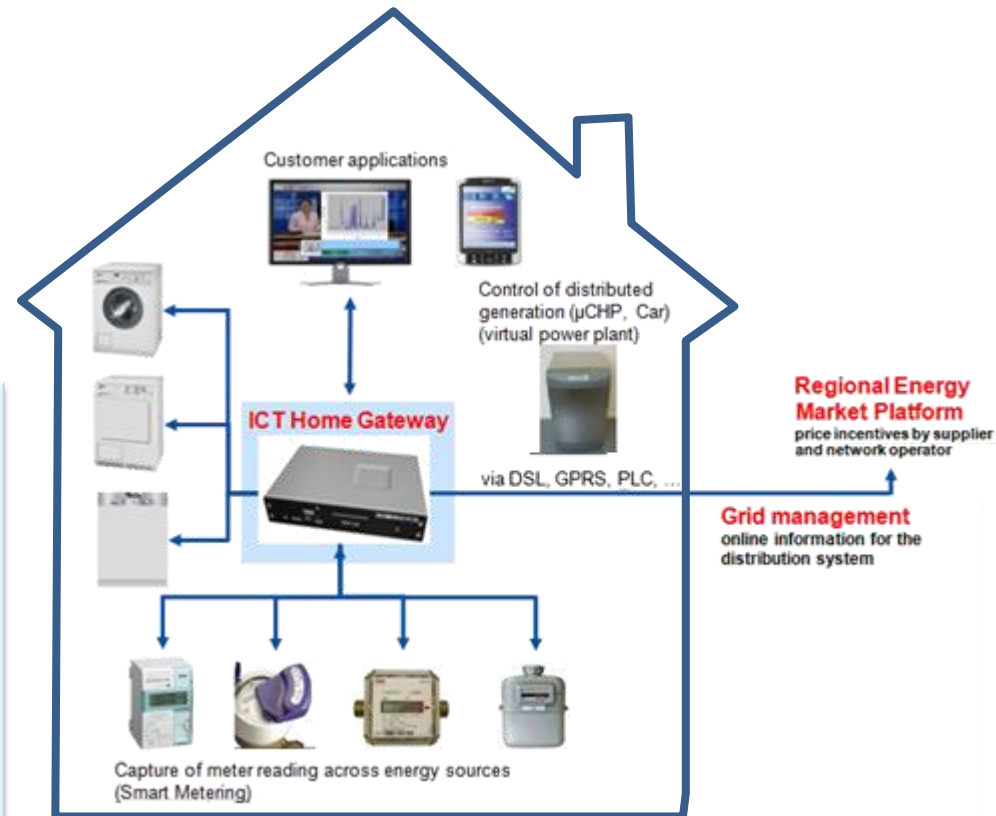 Customer applications
Control of distributed
generation (µCHP, Car)
(virtual power plant)
ICT Home Gateway
Regional Energy
Market Platform
price incentives by supplier
and network operator
via DSL, GPRS, PLC, ...
Grid management
online information for the
distribution system
Capture of meter reading across energy sources
(Smart Metering)